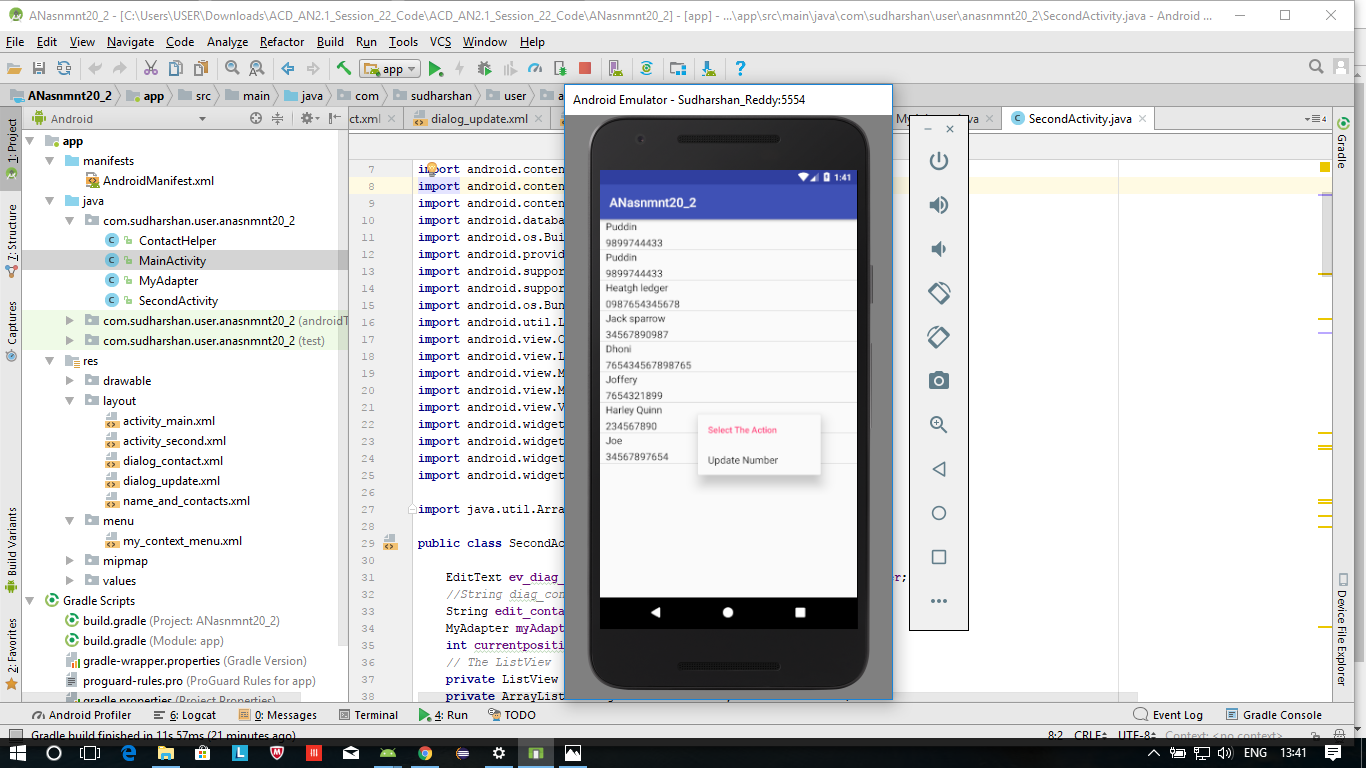 ANasnmnt20_2 - [C:\Users\USER\Downloads\ACD_AN2.1_Session_22_Code\ACD_AN2.1_Session_22_Code\ANasnmnt20_2] - [app] - ...\app\src\main\java\com\sudharshan\user\anasnmnt20_2\SecondActivity.java - Android ...
File Edit View Navigate Code Analyze Refactor Build Run Tools VCS Window Help
app
ANasnmnt20_2 app src main java com sudharshan user
Android
ct.xml dialog_update.xml SecondActivity.java
1: Project
Z: Structure
Captures
Build Variants
2: Favorites
app
manifests
AndroidManifest.xml
java
com.sudharshan.user.anasnmnt20_2
ContactHelper
MainActivity
MyAdapter
SecondActivity
com.sudharshan.user.anasnmnt20_2 (androidT
com.sudharshan.user.anasnmnt20_2 (test)
res
drawable
layout
activity_main.xml
activity_second.xml
dialog_contact.xml
dialog_update.xml
name_and_contacts.xml
menu
my_context_menu.xml
mipmap
values
Gradle Scripts
build.gradle (Project: ANasnmnt20_2)
build.gradle (Module: app)
gradle-wrapper.properties (Gradle Version)
proguard-rules.pro (ProGuard Rules for app)
gradle.properties (Project Properties)
7 import android.conten
8 import android.conten
9 import android.conten
10 import android.databa
11 import android.os.Bui
12 import android.provid
13 import android.suppor
14 import android.suppor
15 import android.os.Bun
16 import android.util.L
17 import android.view.C
18 import android.view.L
19 import android.view.M
20 import android.view.M
21 import android.view.V
22 import android.widget
23 import android.widget
24 import android.widget
25 import android.widget
26
27 import java.util.Arra
28
29 public class SecondAc
30
31 EditText ev_diag_ er;
32 //String diag_con
33 String edit_conta
34 MyAdapter myAdapt
35 int currentpositi
36 // The ListView
37 private ListView
38 private ArrayList
Android Emulator - Sudharshan_Reddy:5554
1:41
ANasnmnt20_2
Puddin
9899744433
Puddin
9899744433
Heatgh ledger
0987654345678
Jack sparrow
34567890987
Dhoni
765434567898765
Joffery
7654321899
Harley Quinn
234567890
Joe
34567897654
Select The Action
Update Number
4
Gradle
Device File Explorer
Android Profiler 6: Logcat 0: Messages Terminal 4: Run TODO Event Log Gradle Console
Gradle build finished in 11s 57ms (21 minutes ago) 8:2 CRLF UTF-8 Context: <no context>
ENG 13:41